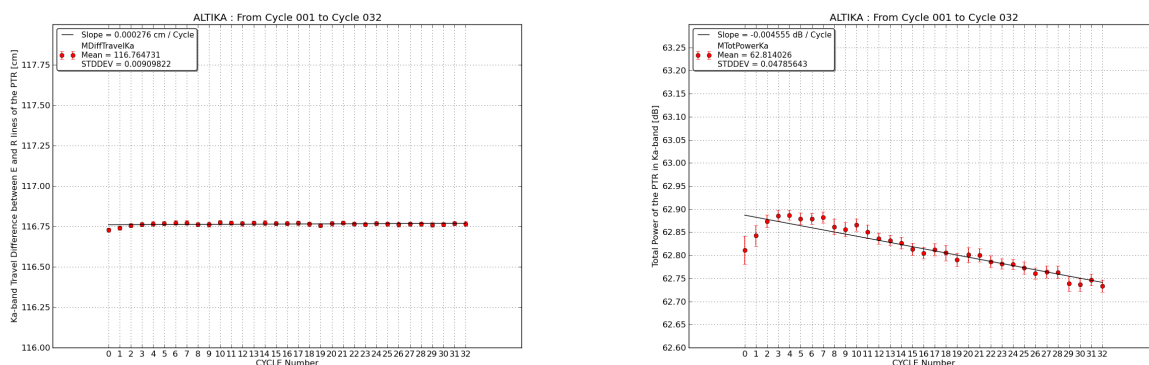 ALTIKA : From Cycle 001 to Cycle 032
Slope = 0.000276 cm / Cycle
MDiffTravelKa
Mean = 116.764731
STDDEV = 0.00909822
Ka-band Travel Difference between E and R lines of the PTR [cm]
117.75
117.50
117.25
117.00
116.75
116.50
116.25
116.00
0 1 2 3 4 5 6 7 8 9 10 11 12 13 14 15 16 17 18 19 20 21 22 23 24 25 26 27 28 29 30 31 32
CYCLE Number
ALTIKA : From Cycle 001 to Cycle 032
Slope = -0.004555 dB / Cycle
MTotPowerKa
Mean = 62.814026
STDDEV = 0.04785643
Total Power of the PTR in Ka-band [dB]
63.25
63.20
63.15
63.10
63.05
63.00
62.95
62.90
62.85
62.80
62.75
62.70
62.65
62.60
0 1 2 3 4 5 6 7 8 9 10 11 12 13 14 15 16 17 18 19 20 21 22 23 24 25 26 27 28 29 30 31 32
CYCLE Number